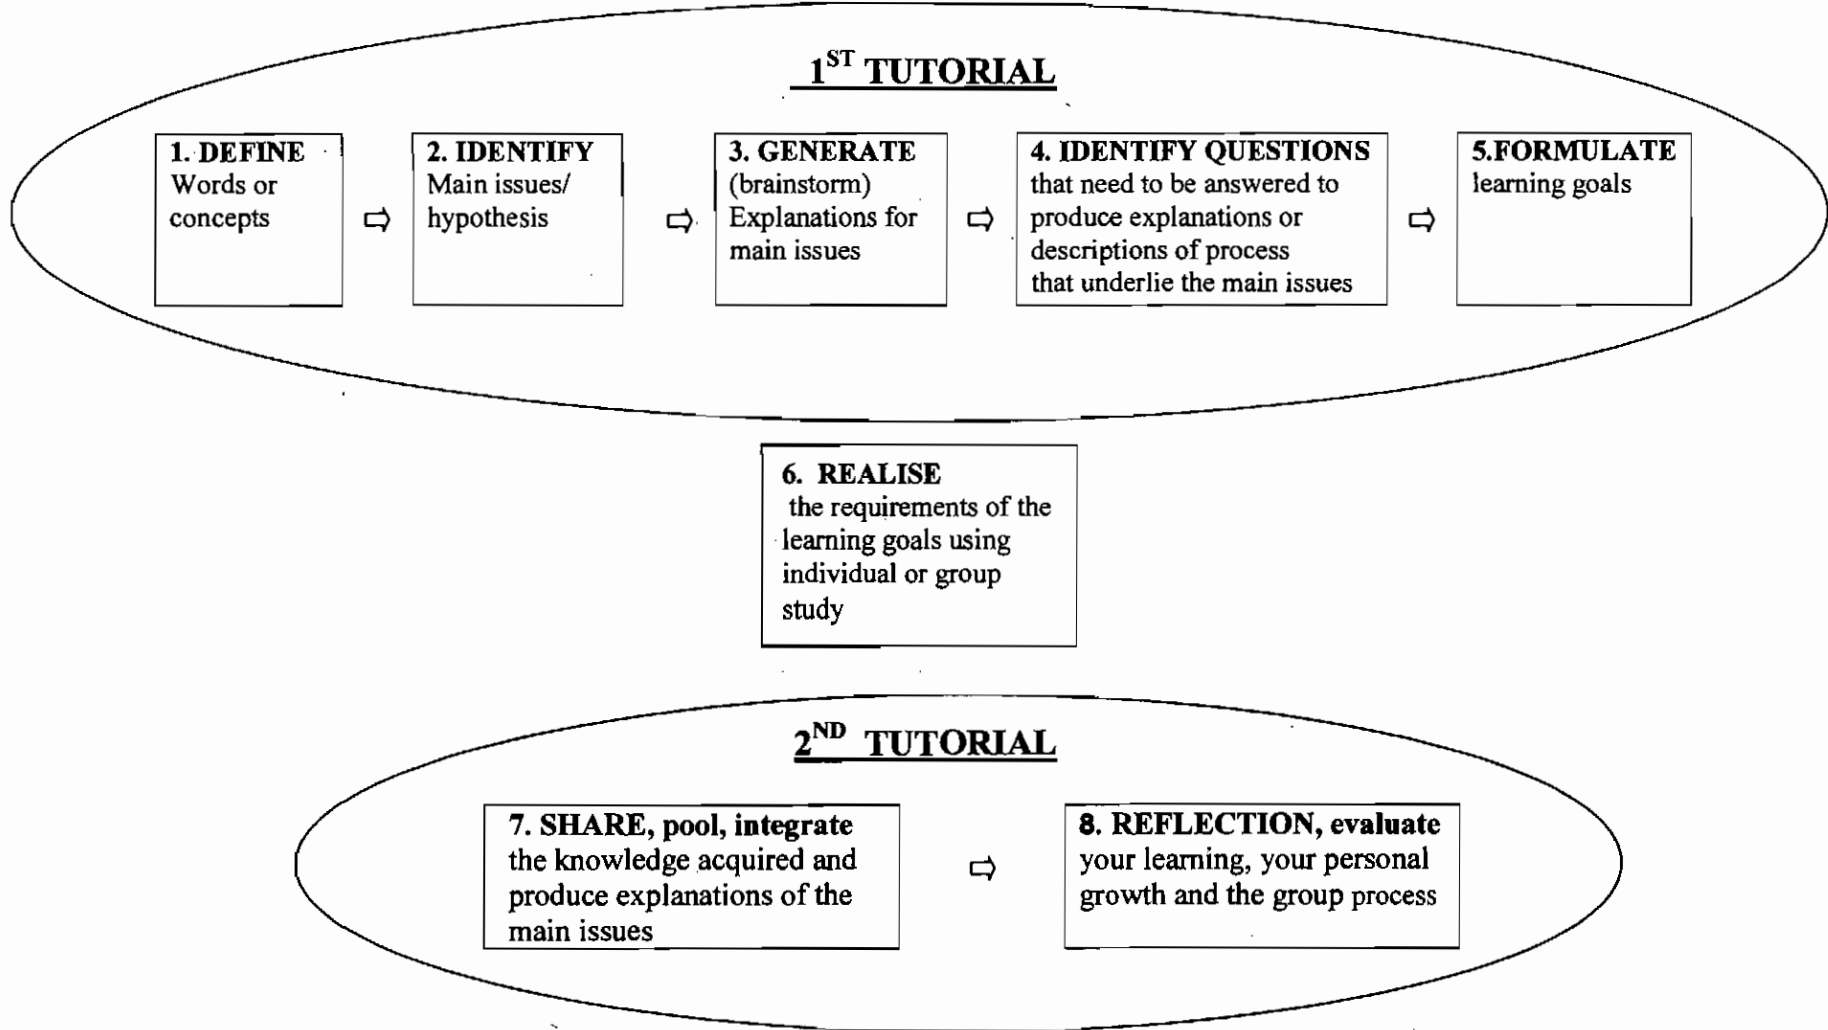 1ST TUTORIAL
1. DEFINE
Words or
concepts
2. IDENTIFY
Main issues/
hypothesis
3. GENERATE
(brainstorm)
Explanations for
main issues
4. IDENTIFY QUESTIONS
that need to be answered to
produce explanations or
descriptions of process
that underlie the main issues
5.FORMULATE
learning goals
6. REALISE
the requirements of the
learning goals using
individual or group
study
2ND TUTORIAL
7. SHARE, pool, integrate
the knowledge acquired and
produce explanations of the
main issues
8. REFLECTION, evaluate
your learning, your personal
growth and the group process